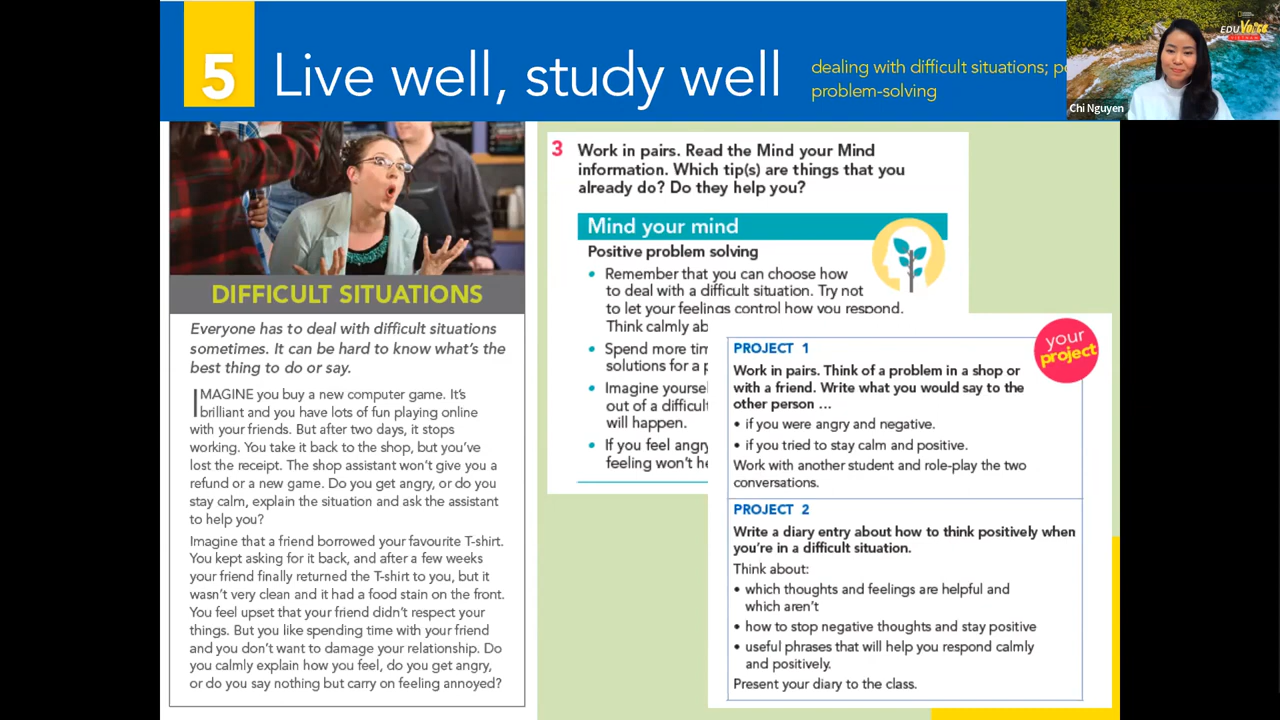 5
Live well, study well
dealing with difficult situations;
problem-solving
EDU VOICE
VIETNAM
Chi Nguyen
DIFFICULT SITUATIONS
Everyone has to deal with difficult situations
sometimes. It can be hard to know what's the
best thing to do or say.
IMAGINE you buy a new computer game. It's
brilliant and you have lots of fun playing online
with your friends. But after two days, it stops
working. You take it back to the shop, but you've
lost the receipt. The shop assistant won't give you a
refund or a new game. Do you get angry, or do you
stay calm, explain the situation and ask the assistant
to help you?
Imagine that a friend borrowed your favourite T-shirt.
You kept asking for it back, and after a few weeks
your friend finally returned the T-shirt to you, but it
wasn't very clean and it had a food stain on the front.
You feel upset that your friend didn't respect your
things. But you like spending time with your friend
and you don't want to damage your relationship. Do
you calmly explain how you feel, do you get angry,
or do you say nothing but carry on feeling annoyed?
3 Work in pairs. Read the Mind your Mind
information. Which tip(s) are things that you
already do? Do they help you?
Mind your mind
Positive problem solving
• Remember that you can choose how
to deal with a difficult situation. Try not
to let your feelings control how you respond.
Think calmly ab
• Spend more tim
solutions for a p
• Imagine yoursel
out of a difficult
will happen.
• If you feel angry
feeling won't he
your
project
PROJECT 1
Work in pairs. Think of a problem in a shop or
with a friend. Write what you would say to the
other person ...
• if you were angry and negative.
• if you tried to stay calm and positive.
Work with another student and role-play the two
conversations.
PROJECT 2
Write a diary entry about how to think positively when
you're in a difficult situation.
Think about:
• which thoughts and feelings are helpful and
which aren't
• how to stop negative thoughts and stay positive
• useful phrases that will help you respond calmly
and positively.
Present your diary to the class.